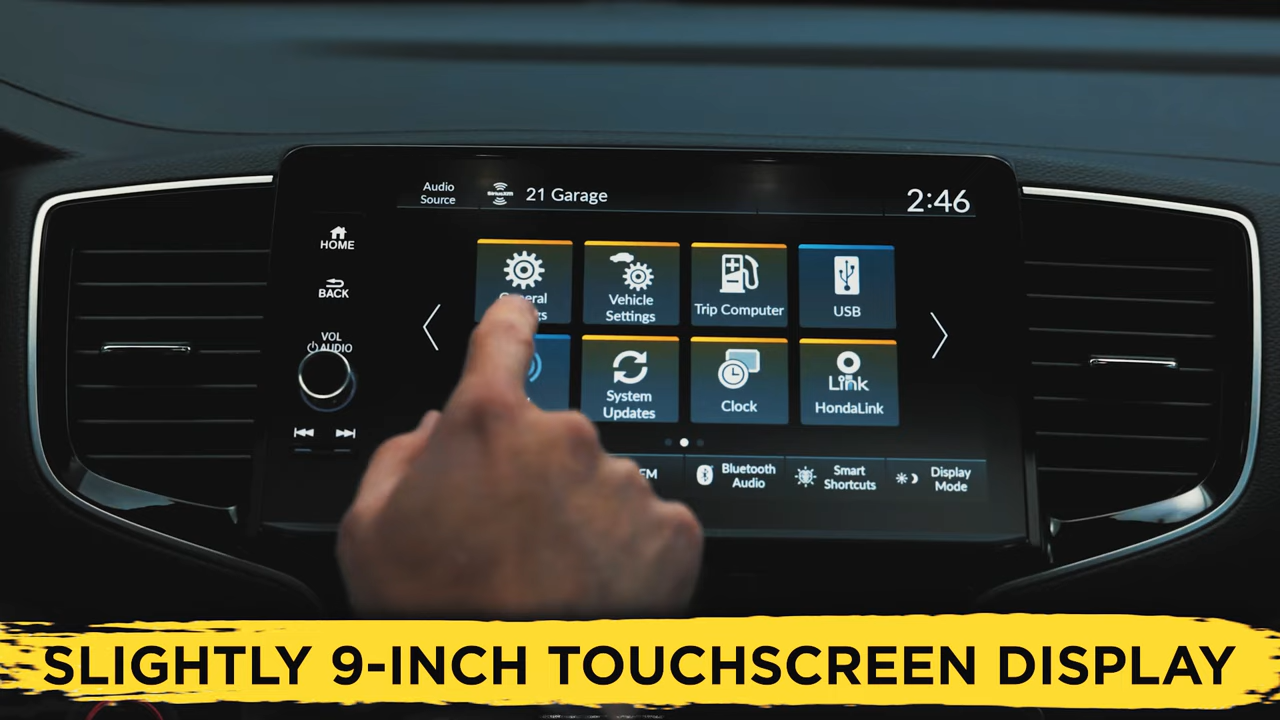 Audio
Source
siriusxm
21 Garage
2:46
HOME
BACK
VOL
AUDIO
Vehicle
Settings
Trip Computer
USB
System
Updates
Clock
Link
HondaLink
Bluetooth
Audio
Smart
Shortcuts
Display
Mode
SLIGHTLY 9-INCH TOUCHSCREEN DISPLAY